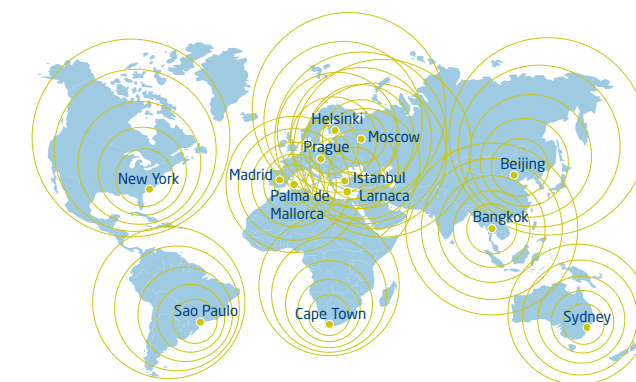 Helsinki
Moscow
Prague
Beijing
Madrid
Istanbul
New York
Palma de
Mallorca
Larnaca
Bangkok
Sao Paulo
Cape Town
Sydney